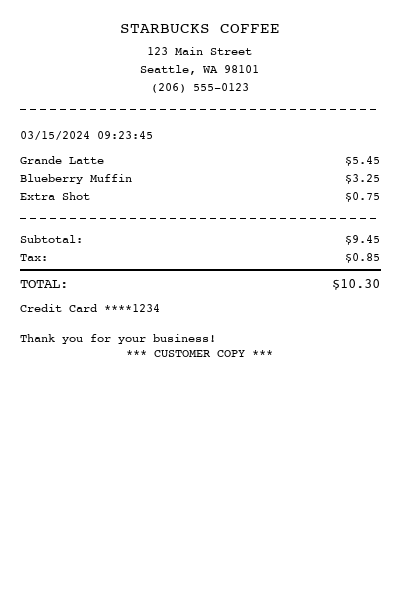 STARBUCKS COFFEE
123 Main Street
Seattle, WA 98101
(206) 555-0123
03/15/2024 09:23:45
Grande Latte $5.45
Blueberry Muffin $3.25
Extra Shot $0.75
Subtotal: $9.45
Tax: $0.85
TOTAL: $10.30
Credit Card ****1234
Thank you for your business!
*** CUSTOMER COPY ***